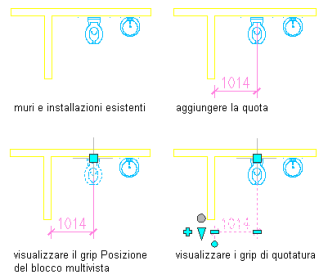 muri e installazioni esistenti
1014
aggiungere la quota
1014
visualizzare il grip Posizione
del blocco multivista
1014
visualizzare i grip di quotatura